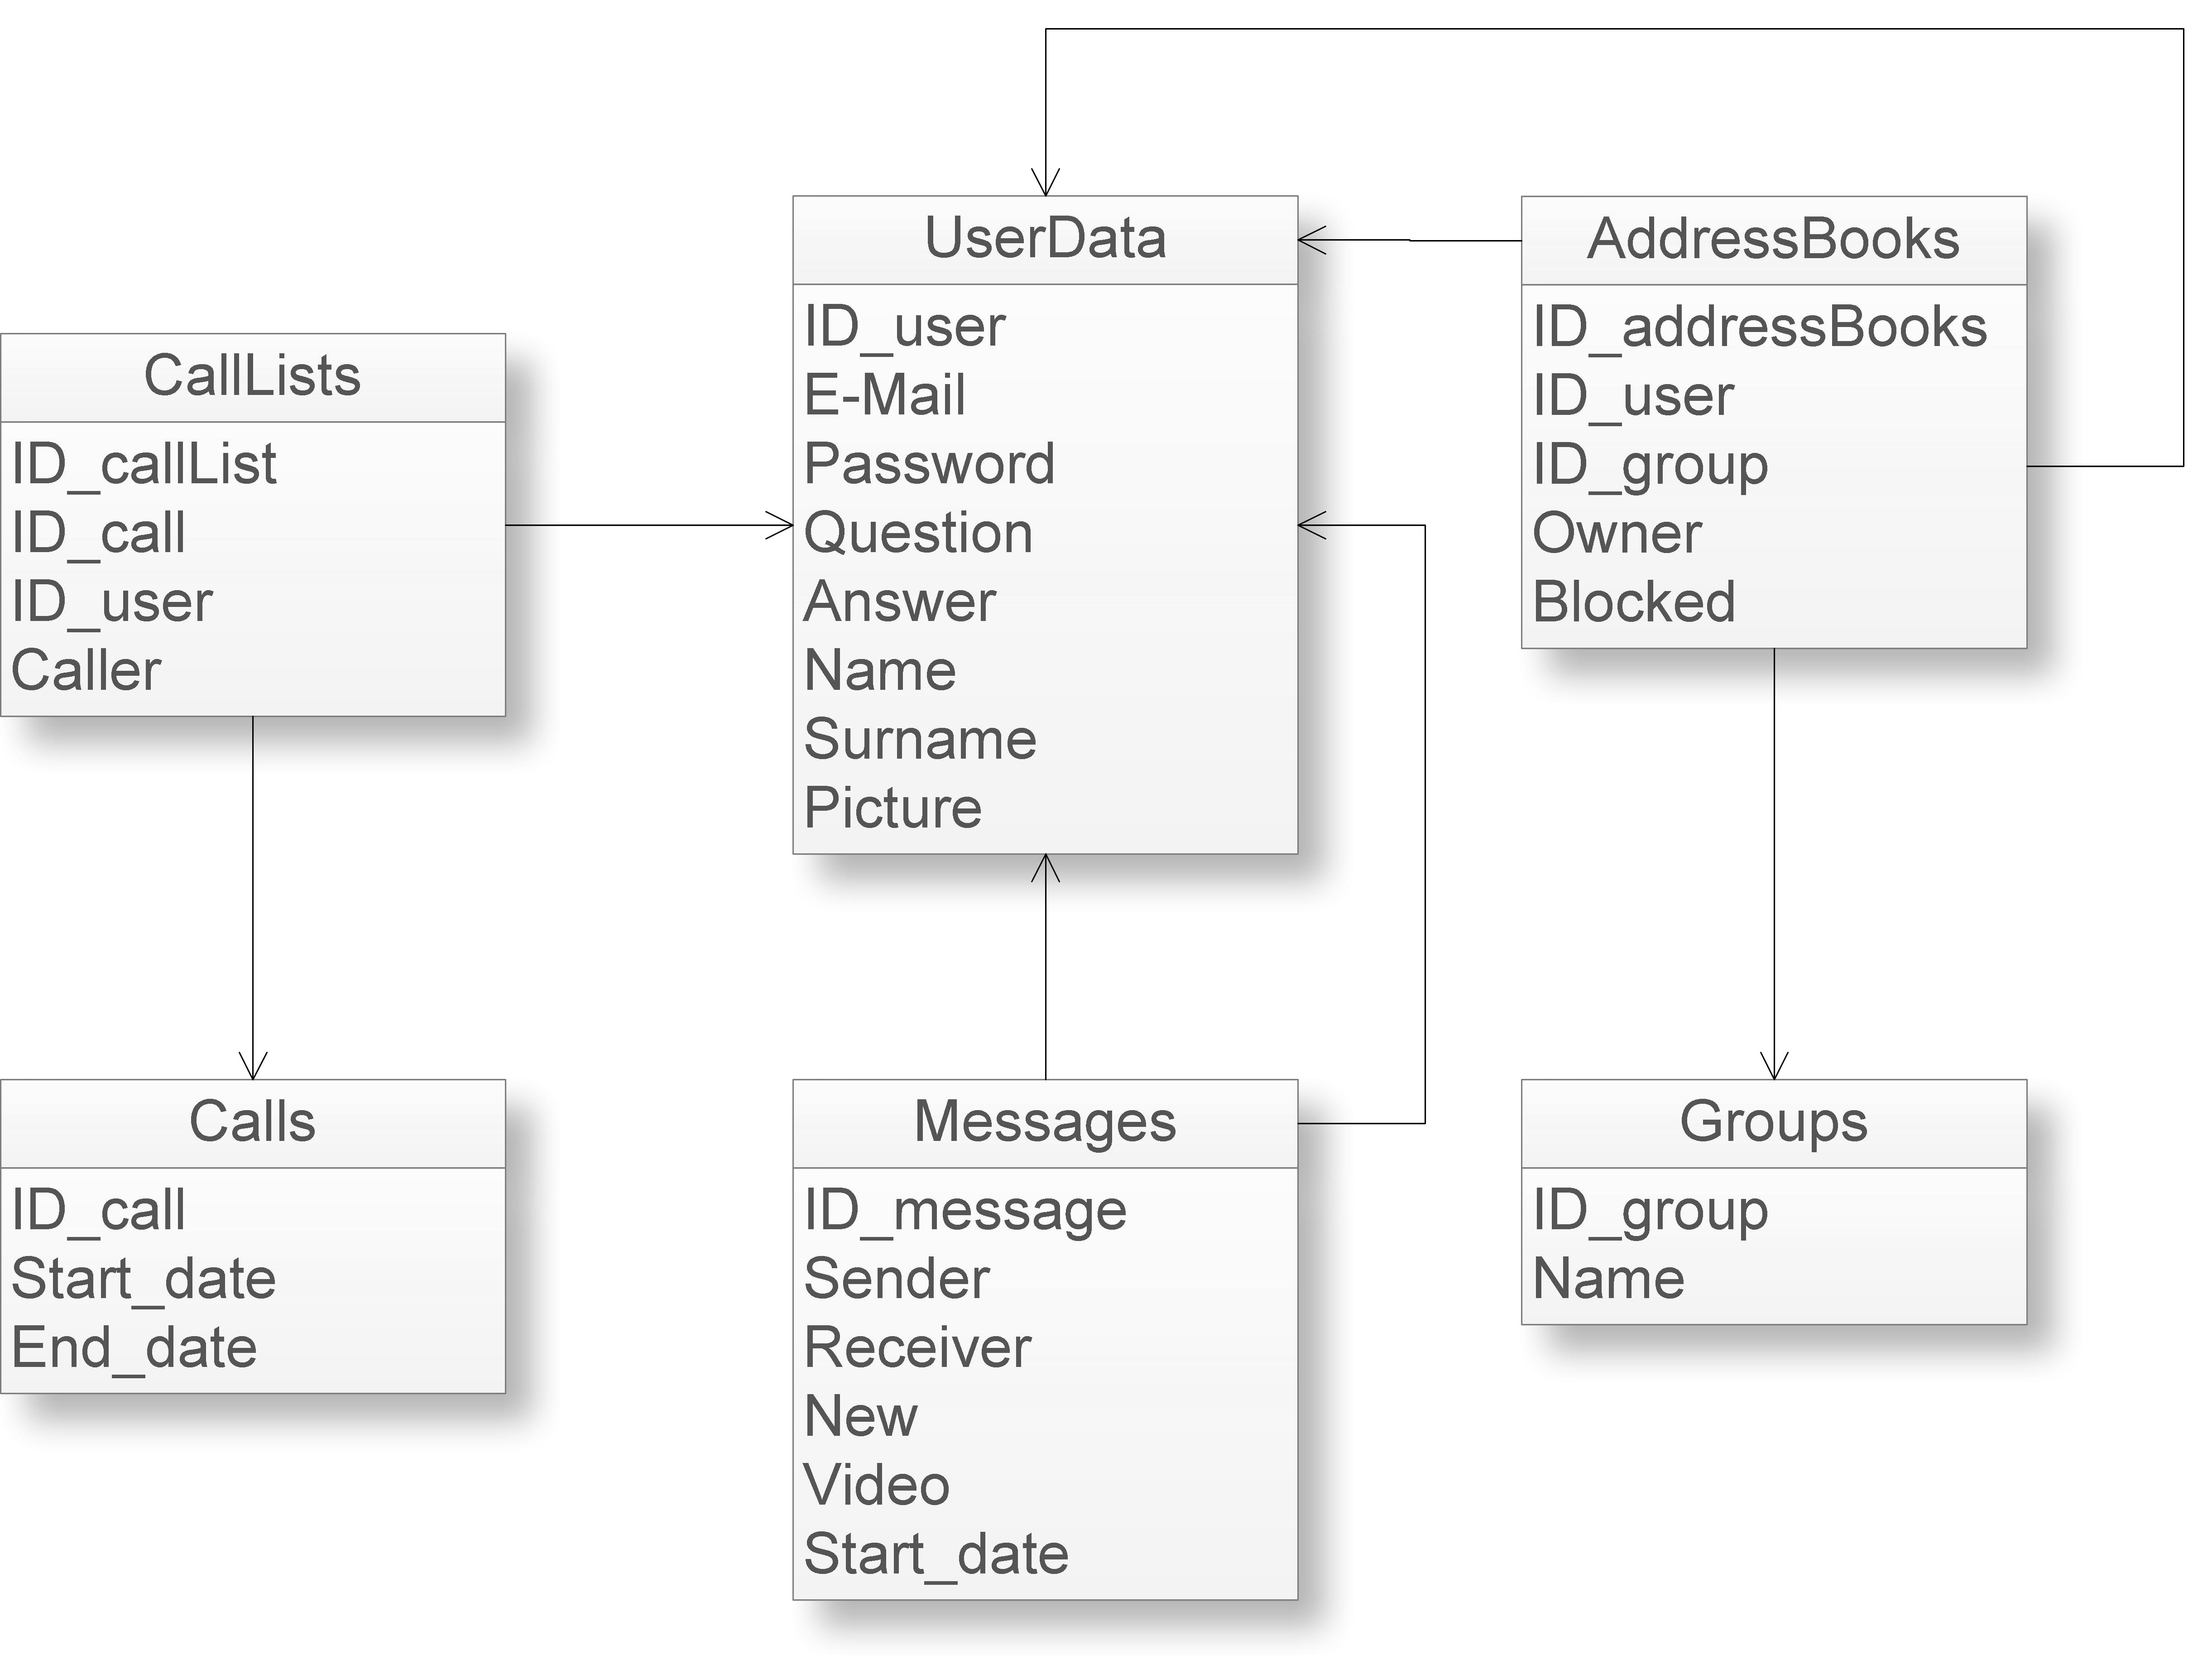 UserData
ID_user
E-Mail
Password
Question
Answer
Name
Surname
Picture
AddressBooks
ID_addressBooks
ID_user
ID_group
Owner
Blocked
CallLists
ID_callList
ID_call
ID_user
Caller
Calls
ID_call
Start_date
End_date
Messages
ID_message
Sender
Receiver
New
Video
Start_date
Groups
ID_group
Name